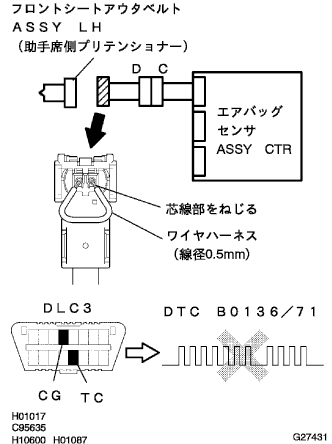 フロントシートアウタベルト
ASSY LH
（助手席側プリテンショナー）
D C
エアバッグ
センサ
ASSY CTR
芯線部をねじる
ワイヤハーネス
（線径0.5mm）
DLC3
DTC B0136/71
CG TC
H01017
C95635
H10600 H01087
G27431